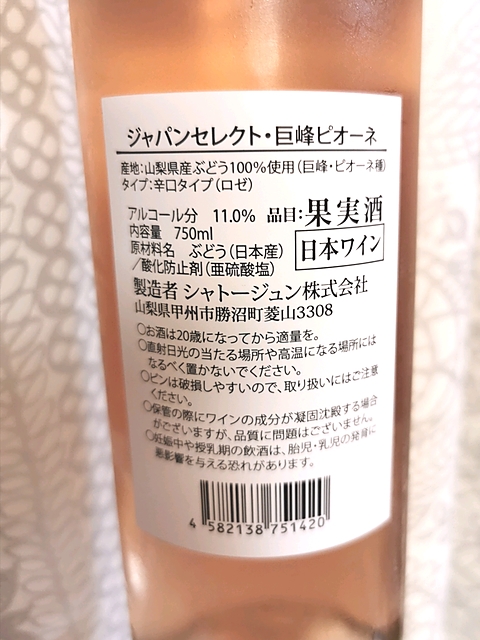 ジャパンセレクト・巨峰ピオーネ
産地:山梨県産ぶどう100%使用(巨峰・ピオーネ種)
タイプ:辛口タイプ(ロゼ)
アルコール分 11.0% 品目:果実酒
内容量 750ml
原材料名 ぶどう(日本産)
/酸化防止剤(亜硫酸塩)
日本ワイン
製造者 シャトージュン株式会社
山梨県甲州市勝沼町菱山3308
○お酒は20歳になってから適量を。
○直射日光の当たる場所や高温になる場所には
なるべく置かないでください。
○ビンは破損しやすいので、取り扱いにはご注意
ください。
○保管の際にワインの成分が凝固沈殿する場合
がございますが、品質に問題はございません。
○妊娠中や授乳期の飲酒は、胎児・乳児の発育に
悪影響を与える恐れがあります。
4 582138 751420